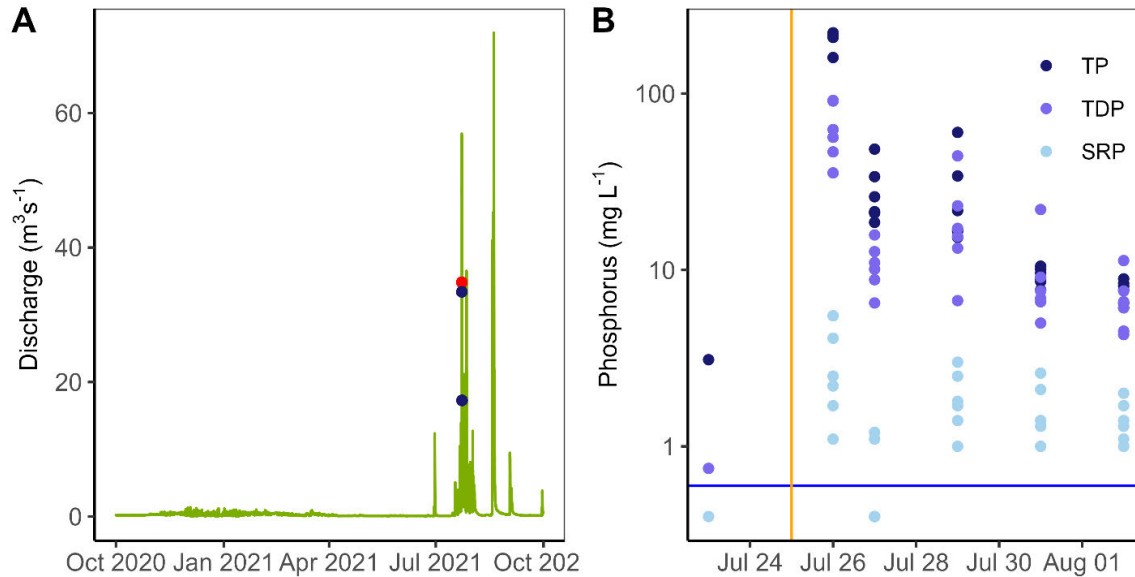 A
Discharge (m³s⁻¹)
60
40
20
0
Oct 2020 Jan 2021 Apr 2021 Jul 2021 Oct 202
B
Phosphorus (mg L⁻¹)
100
10
1
TP
TDP
SRP
Jul 24 Jul 26 Jul 28 Jul 30 Aug 01